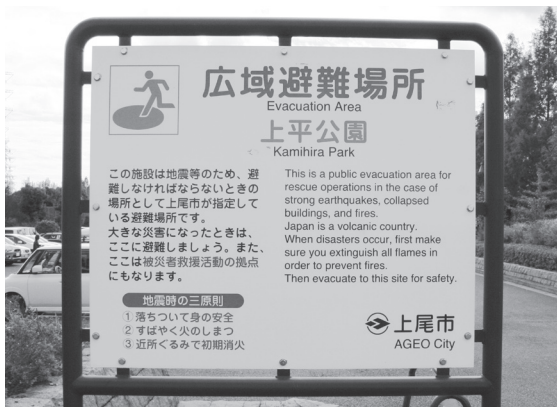 広域避難場所
Evacuation Area
上平公園
Kamihira Park
この施設は地震等のため、避
難しなければならないときの
場所として上尾市が指定して
いる避難場所です。
大きな災害になったときは、
ここに避難しましょう。また、
ここは被災者救援活動の拠点
にもなります。
地震時の三原則
① 落ちついて身の安全
② すばやく火のしまつ
③ 近所ぐるみで初期消火
This is a public evacuation area for
rescue operations in the case of
strong earthquakes, collapsed
buildings, and fires.
Japan is a volcanic country.
When disasters occur, first make
sure you extinguish all flames in
order to prevent fires.
Then evacuate to this site for safety.
上尾市
AGEO City